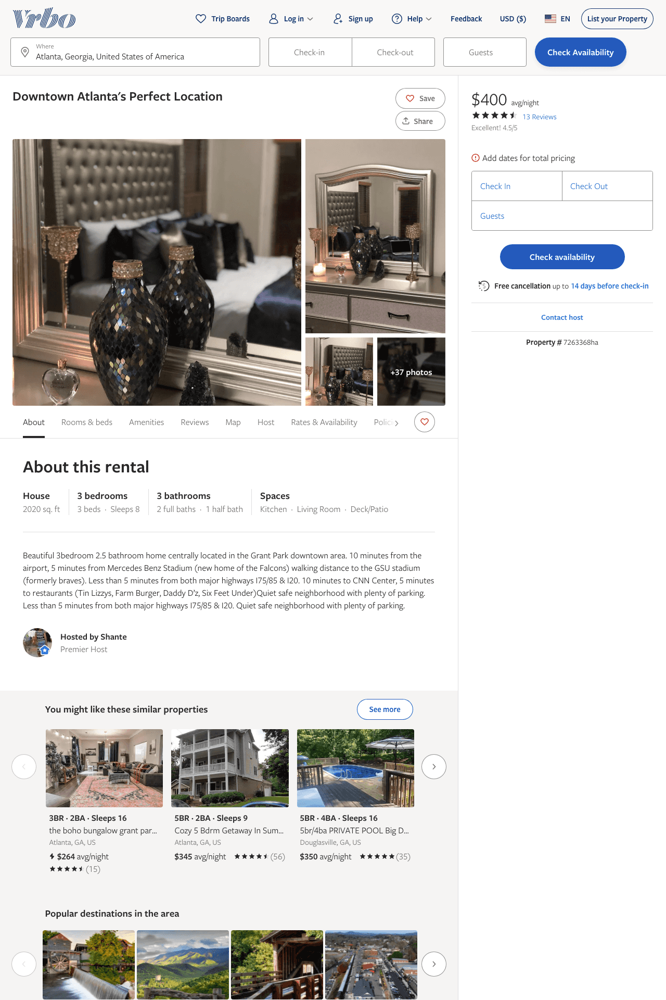 Vrbo
Trip Boards
Log in
Sign up
Help
Feedback
USD ($)
EN
List your Property
Where
Atlanta, Georgia, United States of America
Check-in
Check-out
Guests
Check Availability
Downtown Atlanta's Perfect Location
Save
Share
+37 photos
$400 avg/night
13 Reviews
Excellent! 4.5/5
Add dates for total pricing
Check In
Check Out
Guests
Check availability
Free cancellation up to 14 days before check-in
Contact host
Property # 7263368ha
About
Rooms & beds
Amenities
Reviews
Map
Host
Rates & Availability
Polici
About this rental
House
2020 sq. ft
3 bedrooms
3 beds · Sleeps 8
3 bathrooms
2 full baths · 1 half bath
Spaces
Kitchen · Living Room · Deck/Patio
Beautiful 3bedroom 2.5 bathroom home centrally located in the Grant Park downtown area. 10 minutes from the
airport, 5 minutes from Mercedes Benz Stadium (new home of the Falcons) walking distance to the GSU stadium
(formerly braves). Less than 5 minutes from both major highways I75/85 & I20. 10 minutes to CNN Center, 5 minutes
to restaurants (Tin Lizzys, Farm Burger, Daddy D'z, Six Feet Under)Quiet safe neighborhood with plenty of parking.
Less than 5 minutes from both major highways I75/85 & I20. Quiet safe neighborhood with plenty of parking.
Hosted by Shante
Premier Host
You might like these similar properties
See more
3BR · 2BA · Sleeps 16
the boho bungalow grant par...
Atlanta, GA, US
$264 avg/night
(15)
5BR · 2BA · Sleeps 9
Cozy 5 Bdrm Getaway In Sum...
Atlanta, GA, US
$345 avg/night
(56)
5BR · 4BA · Sleeps 16
5br/4ba PRIVATE POOL Big D...
Douglasville, GA, US
$350 avg/night
(35)
Popular destinations in the area